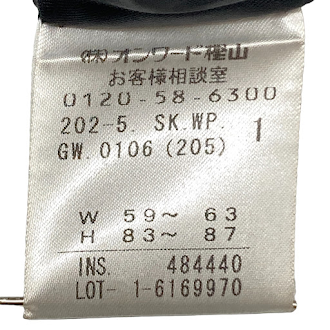 ㈱オンワード樫山
お客様相談室
0120-58-6300
202-5. SK.WP.
GW.0106(205) 1
W 59〜 63
H 83〜 87
INS. 484440
LOT- 1-6169970